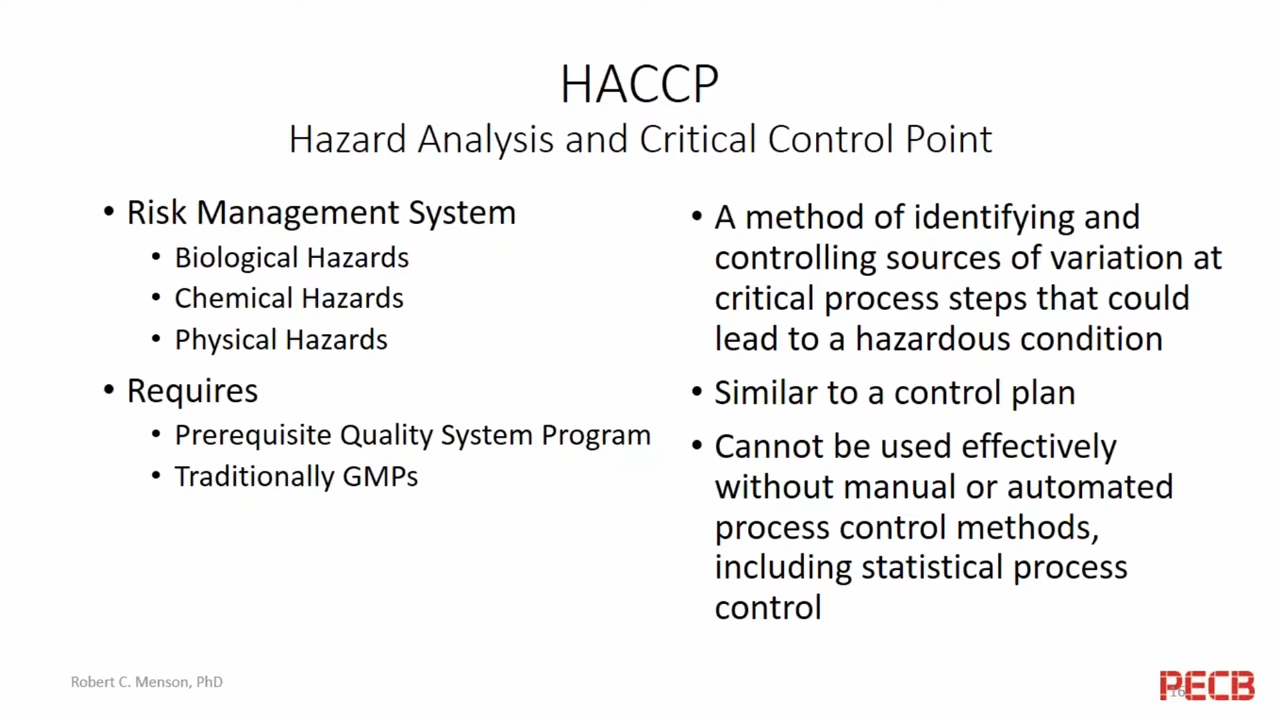 HACCP
Hazard Analysis and Critical Control Point
• Risk Management System
• Biological Hazards
• Chemical Hazards
• Physical Hazards
• Requires
• Prerequisite Quality System Program
• Traditionally GMPs
• A method of identifying and
controlling sources of variation at
critical process steps that could
lead to a hazardous condition
• Similar to a control plan
• Cannot be used effectively
without manual or automated
process control methods,
including statistical process
control
Robert C. Menson, PhD
PECB
16